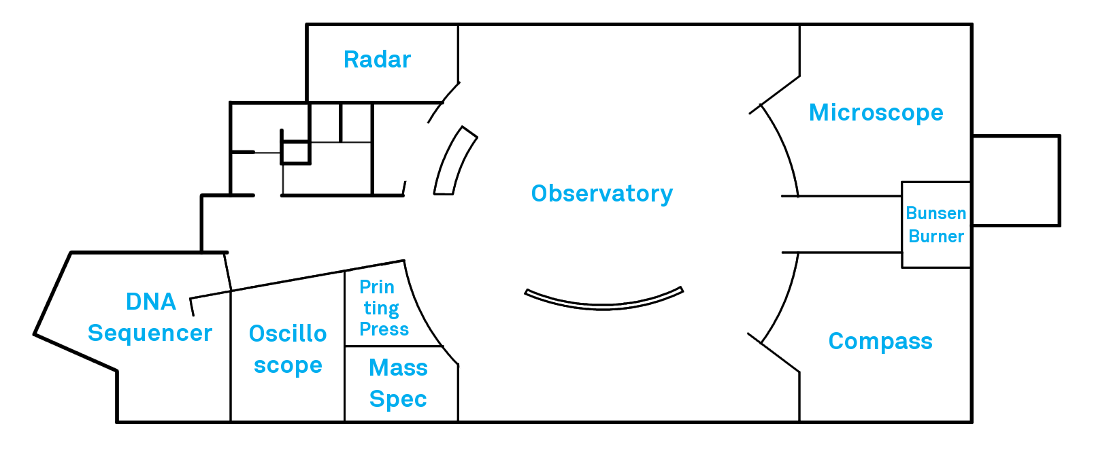 Radar
Microscope
Observatory
Bunsen
Burner
DNA
Sequencer
Oscillo
scope
Prin
ting
Press
Mass
Spec
Compass